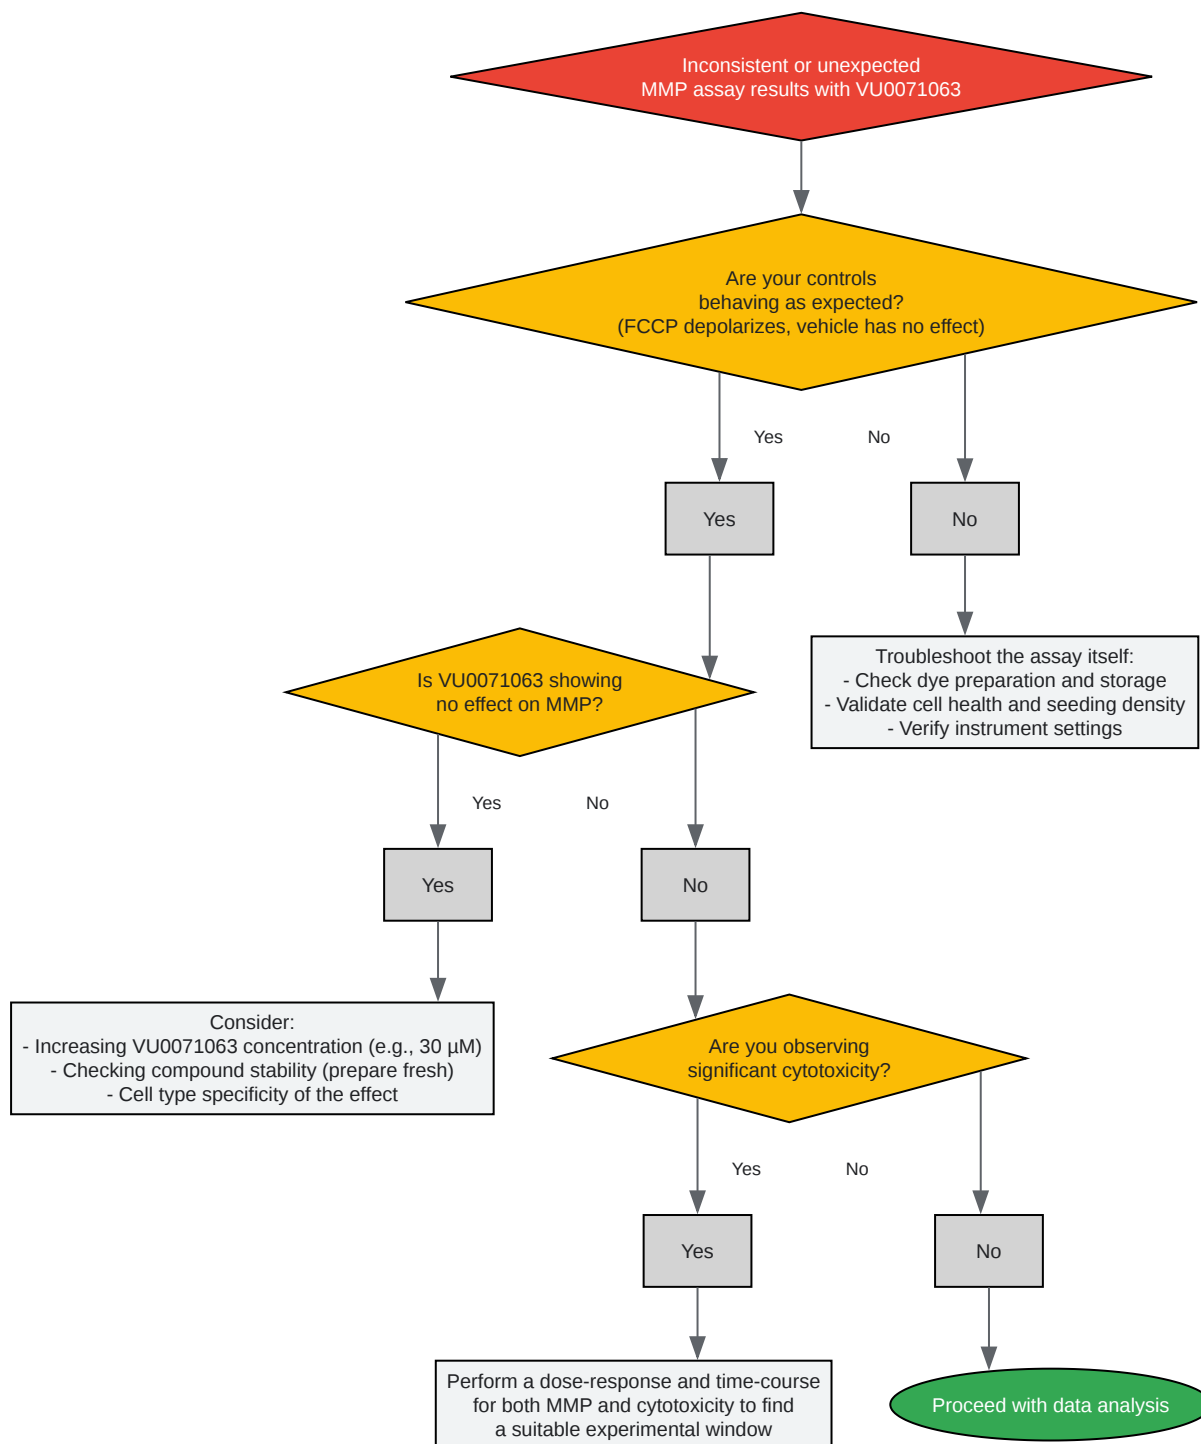 Inconsistent or unexpected
MMP assay results with VU0071063
Are your controls
behaving as expected?
(FCCP depolarizes, vehicle has no effect)
Yes
No
Yes
No
Troubleshoot the assay itself:
- Check dye preparation and storage
- Validate cell health and seeding density
- Verify instrument settings
Is VU0071063 showing
no effect on MMP?
Yes
No
Yes
No
Consider:
- Increasing VU0071063 concentration (e.g., 30 µM)
- Checking compound stability (prepare fresh)
- Cell type specificity of the effect
Are you observing
significant cytotoxicity?
Yes
No
Yes
No
Perform a dose-response and time-course
for both MMP and cytotoxicity to find
a suitable experimental window
Proceed with data analysis